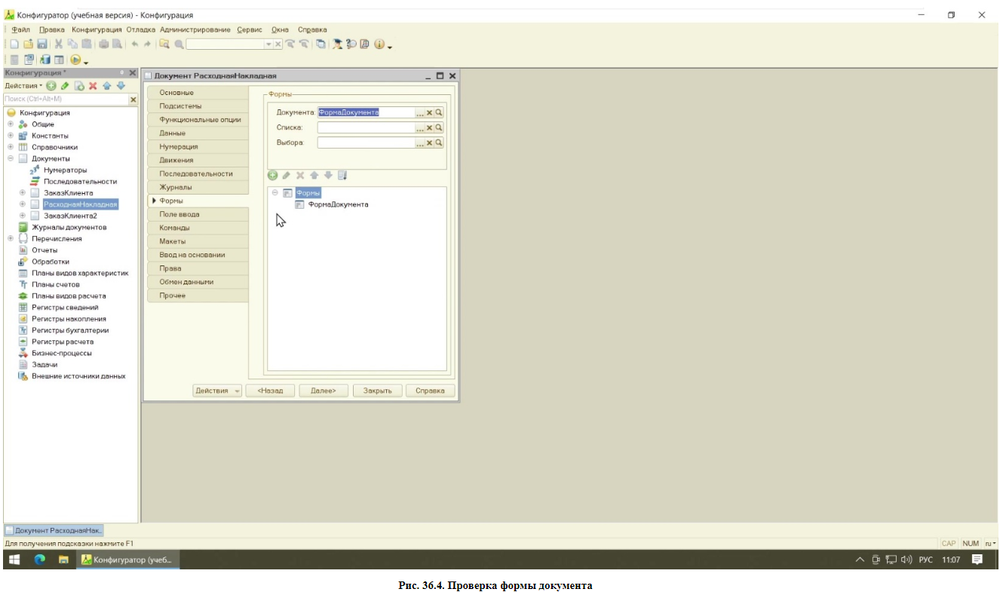 Конфигуратор (учебная версия) - Конфигурация
Файл Правка Конфигурация Отладка Администрирование Сервис Окна Справка
Конфигурация *
Действия
Поиск (Ctrl+Alt+M)
Конфигурация
Общие
Константы
Справочники
Документы
Нумераторы
Последовательности
ЗаказКлиента
РасходнаяНакладная
ЗаказКлиента2
Журналы документов
Перечисления
Отчеты
Обработки
Планы видов характеристик
Планы счетов
Планы видов расчета
Регистры сведений
Регистры накопления
Регистры бухгалтерии
Регистры расчета
Бизнес-процессы
Задачи
Внешние источники данных
Документ РасходнаяНакладная
Основные
Подсистемы
Функциональные опции
Данные
Нумерация
Движения
Последовательности
Журналы
Формы
Поле ввода
Команды
Макеты
Ввод на основании
Права
Обмен данными
Прочее
Формы
Документа: ФормаДокумента ...
Списка: ...
Выбора: ...
Формы
ФормаДокумента
Действия <Назад Далее> Закрыть Справка
Документ РасходнаяНак...
Для получения подсказки нажмите F1
CAP NUM ru
Конфигуратор (учеб...
РУС 11:07
Рис. 36.4. Проверка формы документа